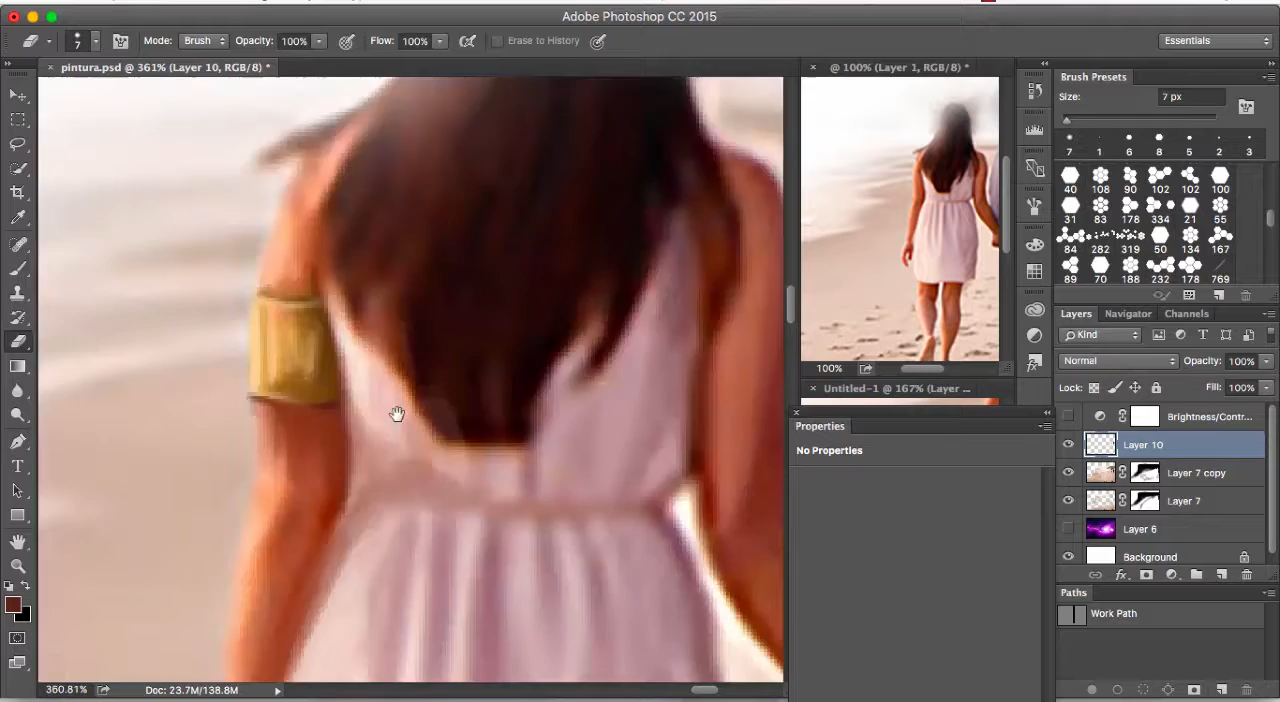 Adobe Photoshop CC 2015
7
Mode: Brush
Opacity: 100%
Flow: 100%
Erase to History
Essentials
× pintura.psd @ 361% (Layer 10, RGB/8) *
× @ 100% (Layer 1, RGB/8) *
Brush Presets
Size: 7 px
7 1 6 8 5 2 3
40 108 90 102 102 100
31 83 178 334 21 55
84 282 319 50 134 167
89 70 188 232 178 769
Layers Navigator Channels
Kind
Normal Opacity: 100%
Lock: Fill: 100%
Brightness/Contr...
Layer 10
Layer 7 copy
Layer 7
Layer 6
Background
Paths
Work Path
100%
× Untitled-1 @ 167% (Layer ...
Properties
No Properties
360.81% Doc: 23.7M/138.8M